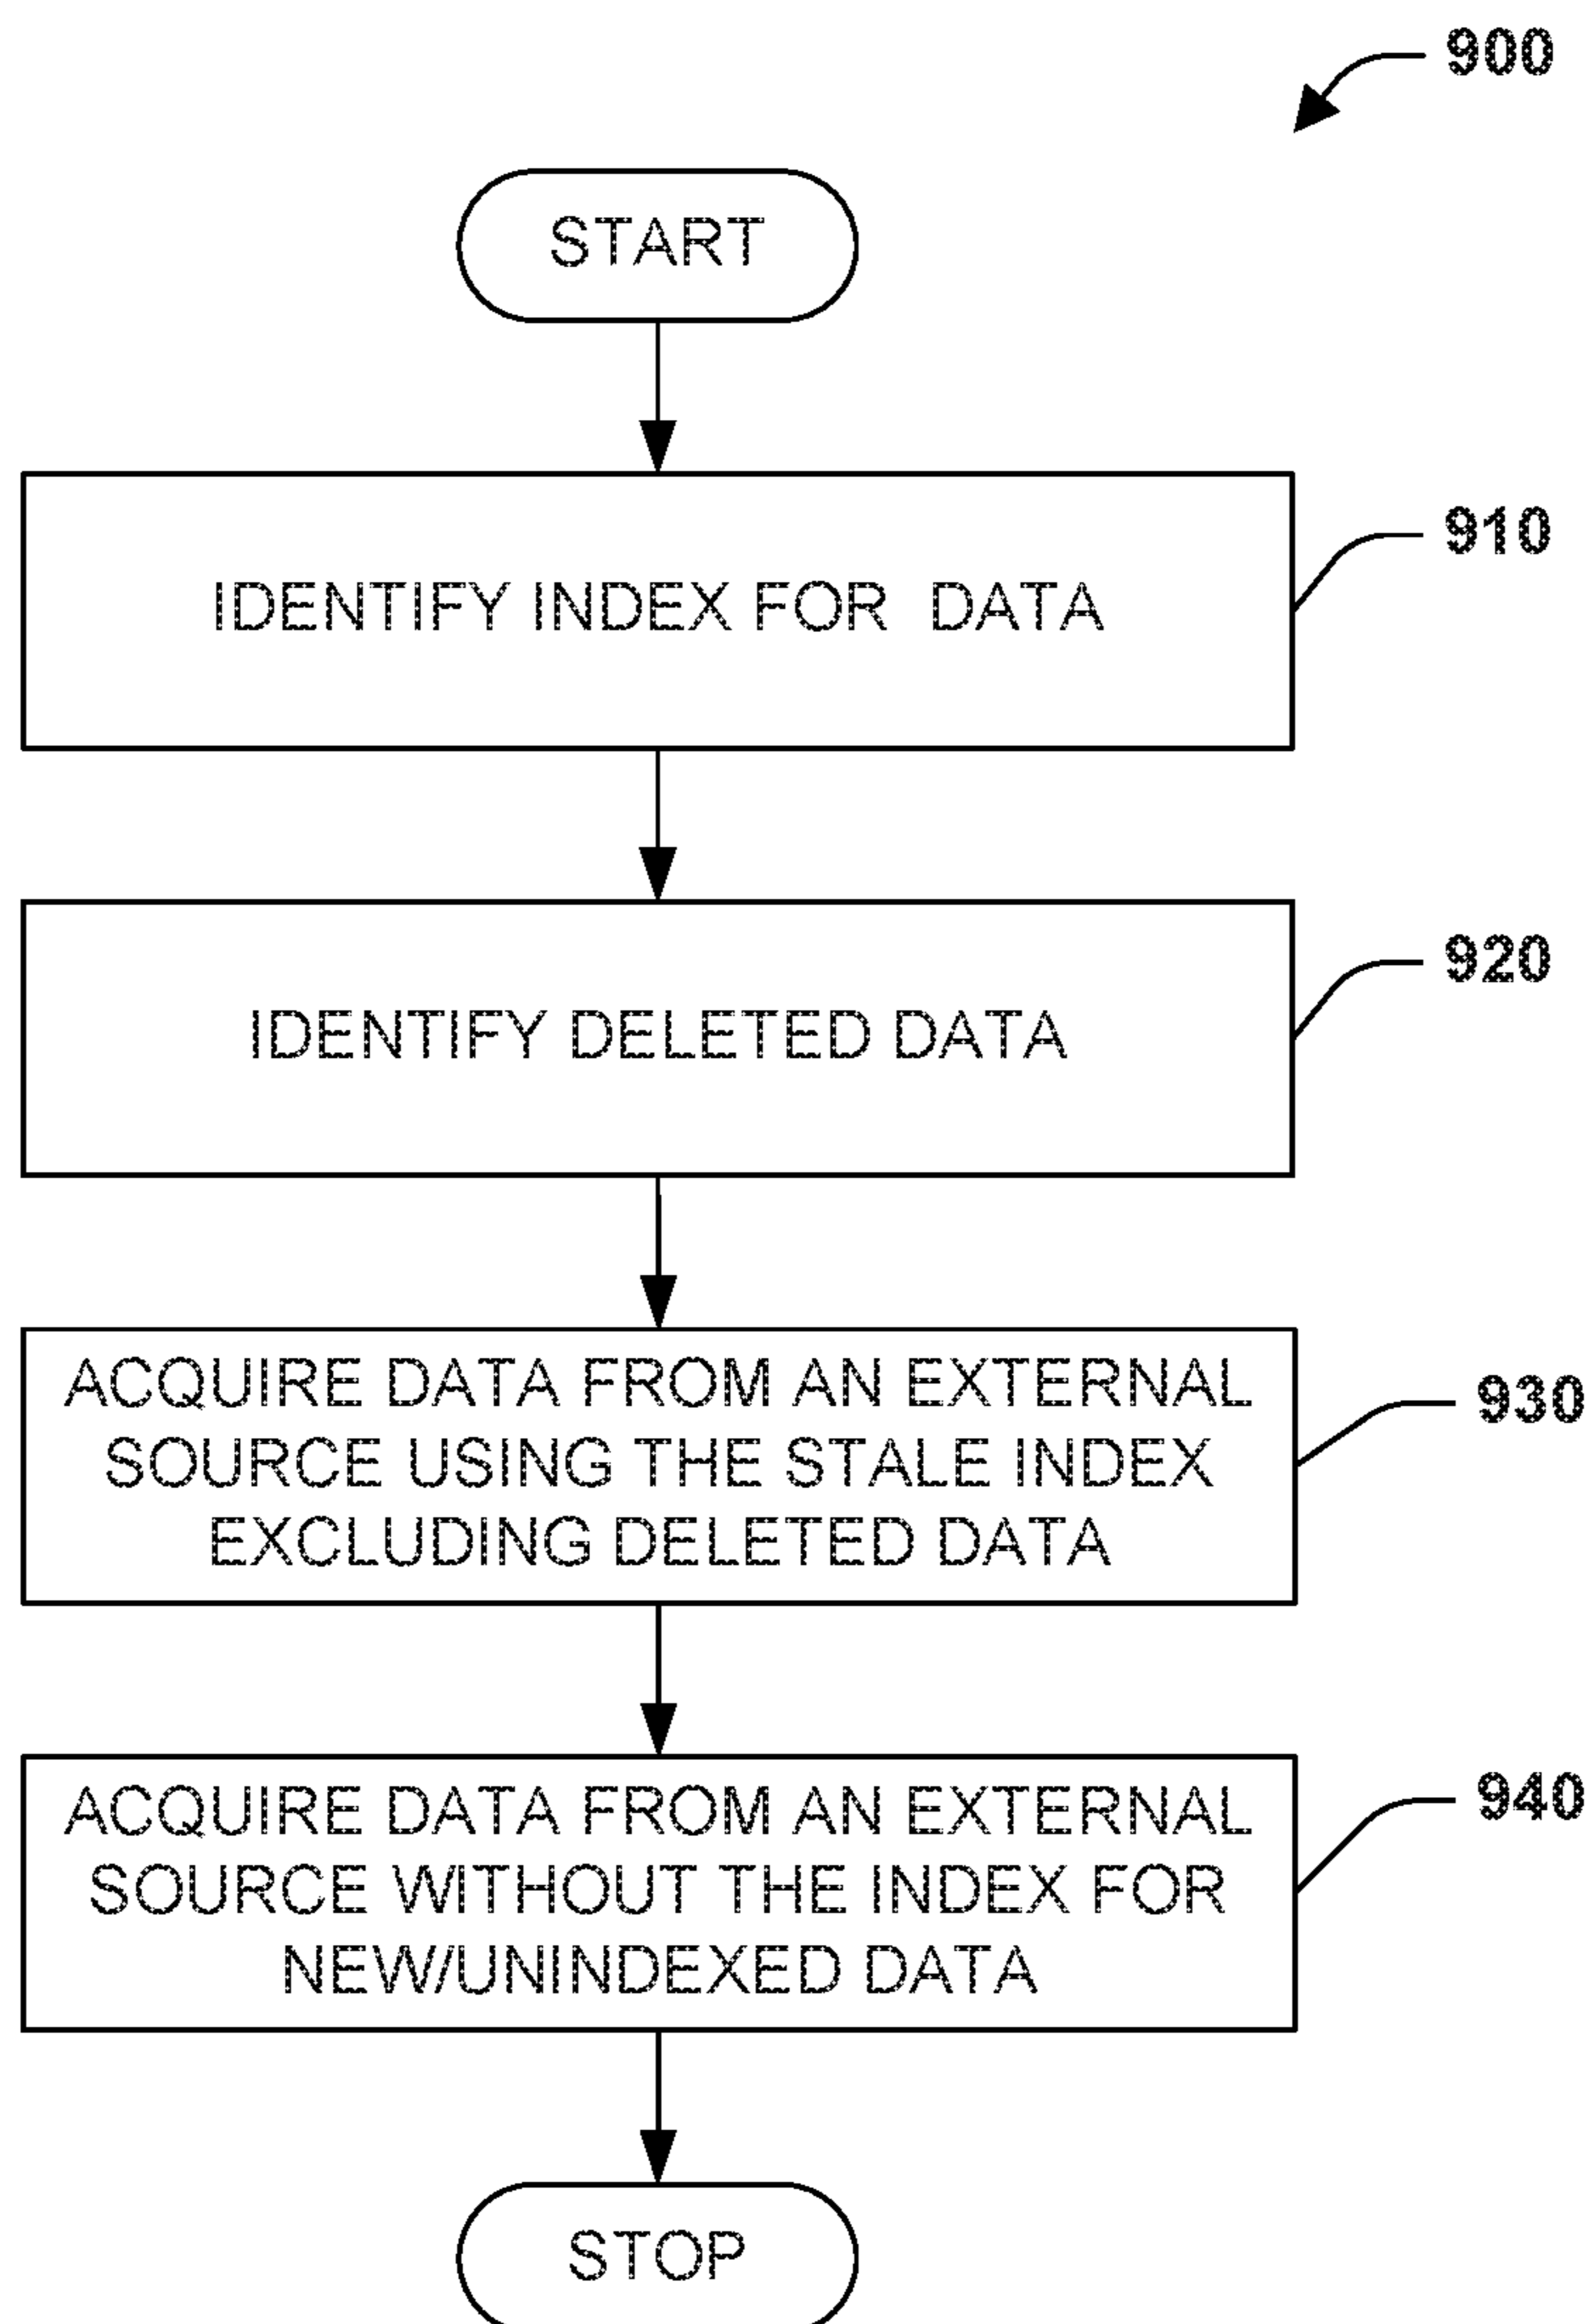 900
START
IDENTIFY INDEX FOR DATA
910
IDENTIFY DELETED DATA
920
ACQUIRE DATA FROM AN EXTERNAL
SOURCE USING THE STALE INDEX
EXCLUDING DELETED DATA
930
ACQUIRE DATA FROM AN EXTERNAL
SOURCE WITHOUT THE INDEX FOR
NEW/UNINDEXED DATA
940
STOP